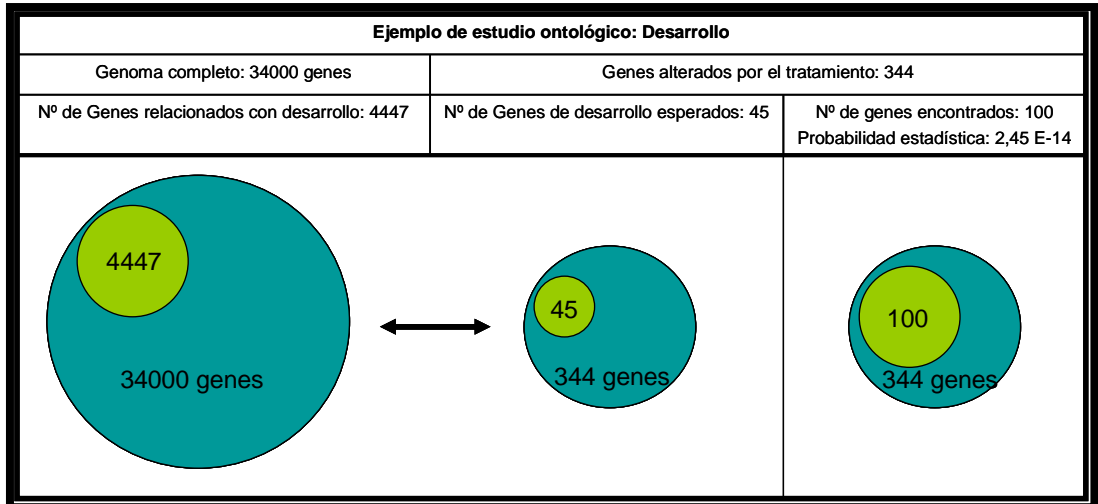 Ejemplo de estudio ontológico: Desarrollo
Genoma completo: 34000 genes
Genes alterados por el tratamiento: 344
Nº de Genes relacionados con desarrollo: 4447
Nº de Genes de desarrollo esperados: 45
Nº de genes encontrados: 100
Probabilidad estadística: 2,45 E-14
4447
34000 genes
45
344 genes
100
344 genes